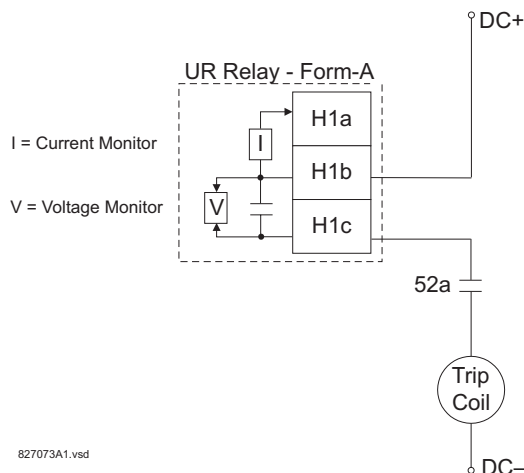 DC+
UR Relay - Form-A
H1a
I = Current Monitor
I
H1b
V = Voltage Monitor
V
H1c
52a
Trip
Coil
827073A1.vsd
DC–